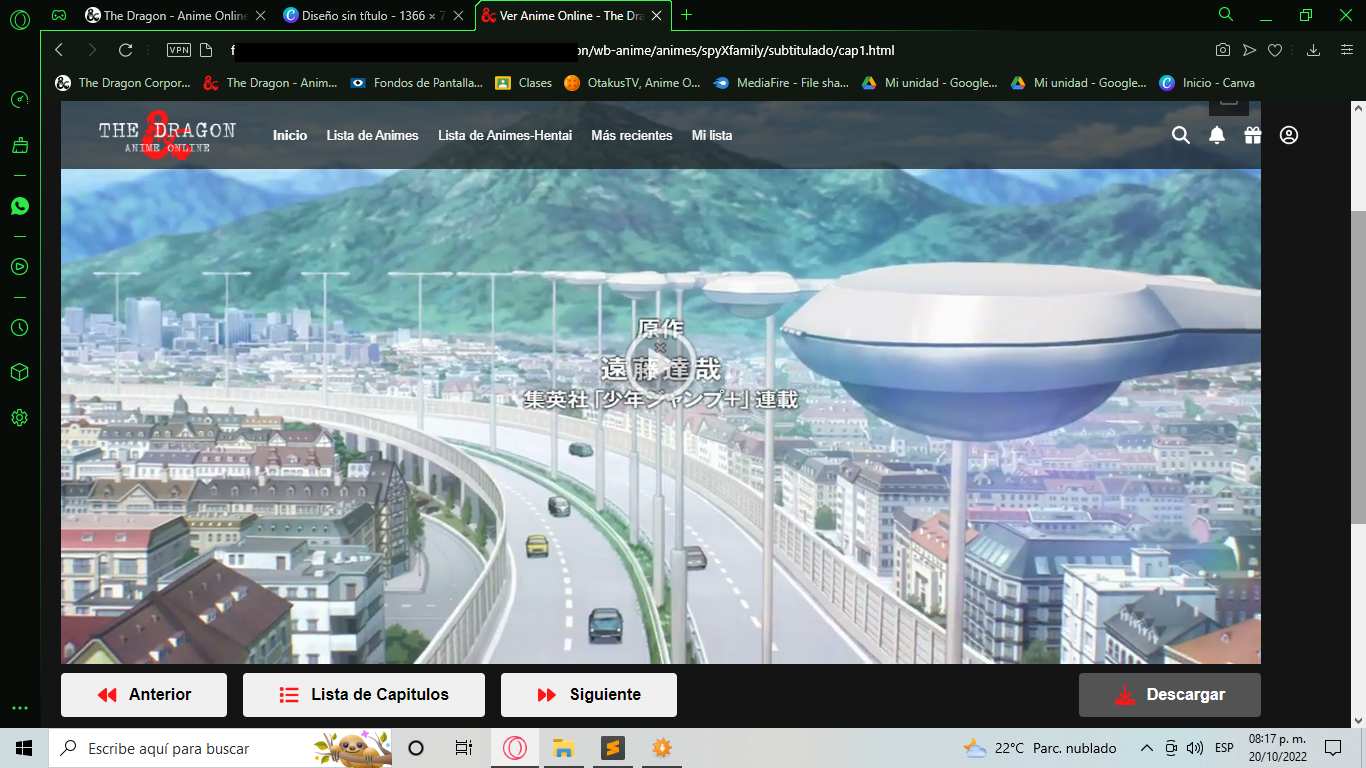 The Dragon - Anime Online
Diseño sin título - 1366 × 7
Ver Anime Online - The Dra
VPN
f
on/wb-anime/animes/spyXfamily/subtitulado/cap1.html
The Dragon Corpor...
The Dragon - Anim...
Fondos de Pantalla...
Clases
OtakusTV, Anime O...
MediaFire - File sha...
Mi unidad - Google...
Mi unidad - Google...
Inicio - Canva
THE DRAGON
&
ANIME ONLINE
Inicio
Lista de Animes
Lista de Animes-Hentai
Más recientes
Mi lista
原作
×
遠藤達哉
集英社「少年ジャンプ+」連載
Anterior
Lista de Capitulos
Siguiente
Descargar
Escribe aquí para buscar
22°C Parc. nublado
ESP
08:17 p. m.
20/10/2022